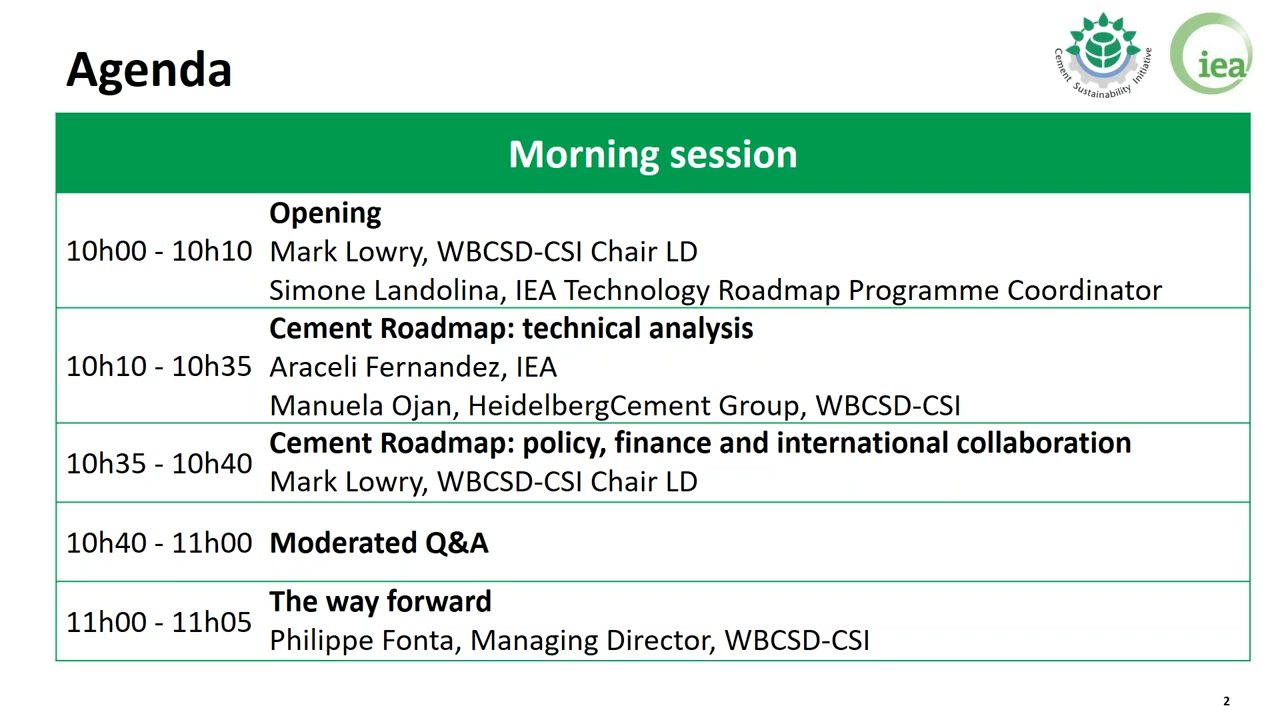 Agenda
Cement Sustainability Initiative
iea
Morning session
10h00 - 10h10
Opening
Mark Lowry, WBCSD-CSI Chair LD
Simone Landolina, IEA Technology Roadmap Programme Coordinator
10h10 - 10h35
Cement Roadmap: technical analysis
Araceli Fernandez, IEA
Manuela Ojan, HeidelbergCement Group, WBCSD-CSI
10h35 - 10h40
Cement Roadmap: policy, finance and international collaboration
Mark Lowry, WBCSD-CSI Chair LD
10h40 - 11h00
Moderated Q&A
11h00 - 11h05
The way forward
Philippe Fonta, Managing Director, WBCSD-CSI
2